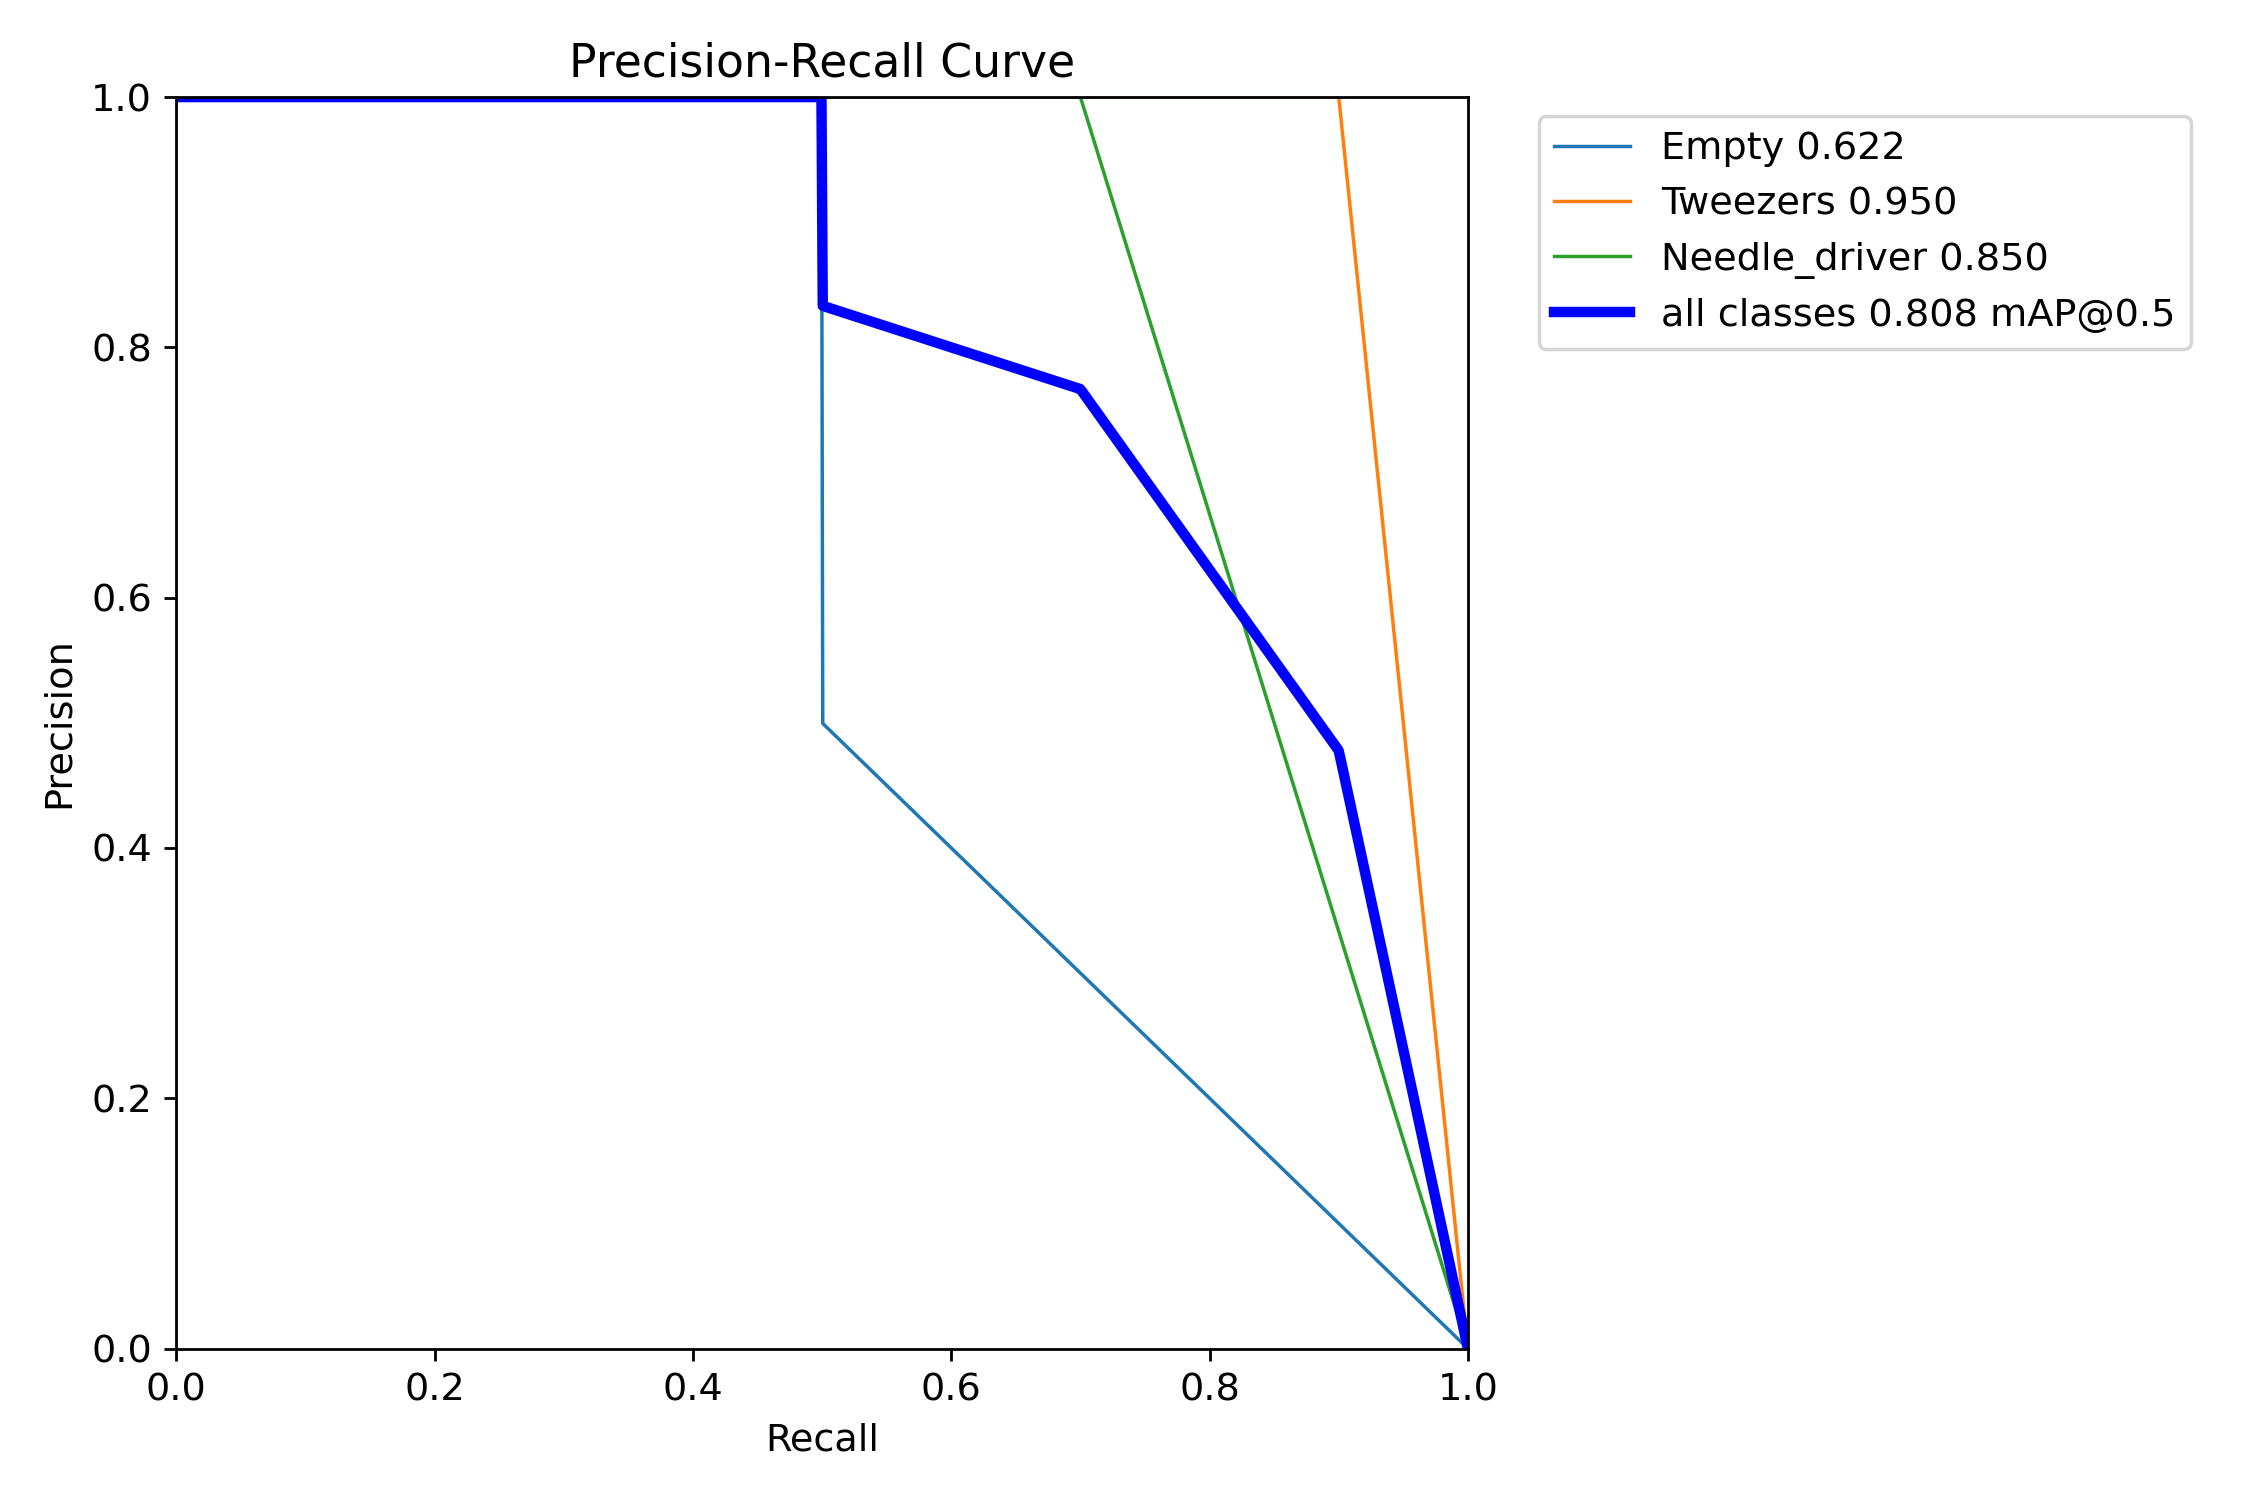 Precision-Recall Curve
1.0
0.8
0.6
0.4
0.2
0.0
Precision
0.0 0.2 0.4 0.6 0.8 1.0
Recall
Empty 0.622
Tweezers 0.950
Needle_driver 0.850
all classes 0.808 mAP@0.5